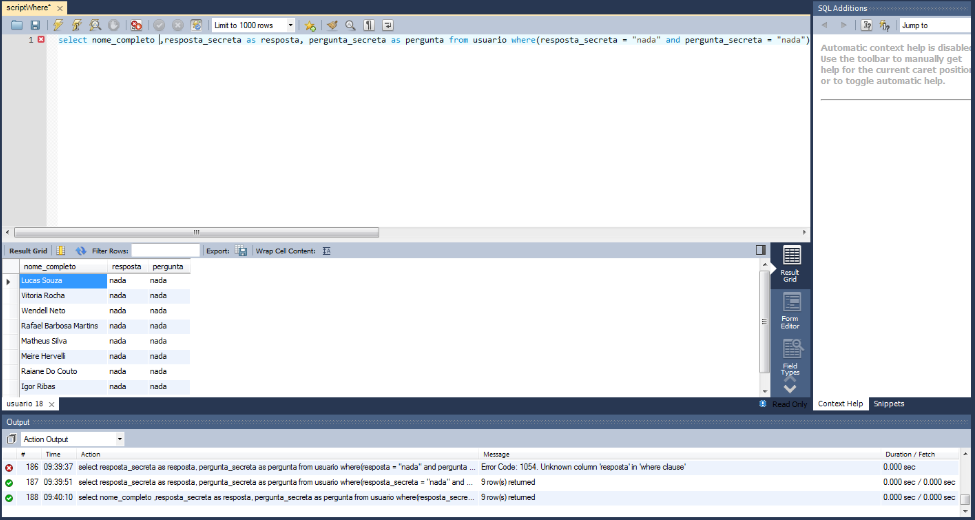 scriptWhere*
SQL Additions
Limit to 1000 rows
Jump to
1 select nome_completo ,resposta_secreta as resposta, pergunta_secreta as pergunta from usuario where(resposta_secreta = "nada" and pergunta_secreta = "nada")
Automatic context help is disabled
Use the toolbar to manually get
help for the current caret position
or to toggle automatic help.
Result Grid Filter Rows: Export: Wrap Cell Content:
nome_completo resposta pergunta
Lucas Souza nada nada
Vitoria Rocha nada nada
Wendell Neto nada nada
Rafael Barbosa Martins nada nada
Matheus Silva nada nada
Meire Hervelli nada nada
Raiane Do Couto nada nada
Igor Ribas nada nada
Result
Grid
Form
Editor
Field
Types
usuario 18
Read Only
Context Help Snippets
Output
Action Output
# Time Action Message Duration / Fetch
186 09:39:37 select resposta_secreta as resposta, pergunta_secreta as pergunta from usuario where(resposta = "nada" and pergunta ... Error Code: 1054. Unknown column 'resposta' in 'where clause' 0.000 sec
187 09:39:51 select resposta_secreta as resposta, pergunta_secreta as pergunta from usuario where(resposta_secreta = "nada" and ... 9 row(s) returned 0.000 sec / 0.000 sec
188 09:40:10 select nome_completo ,resposta_secreta as resposta, pergunta_secreta as pergunta from usuario where(resposta_secre... 9 row(s) returned 0.000 sec / 0.000 sec